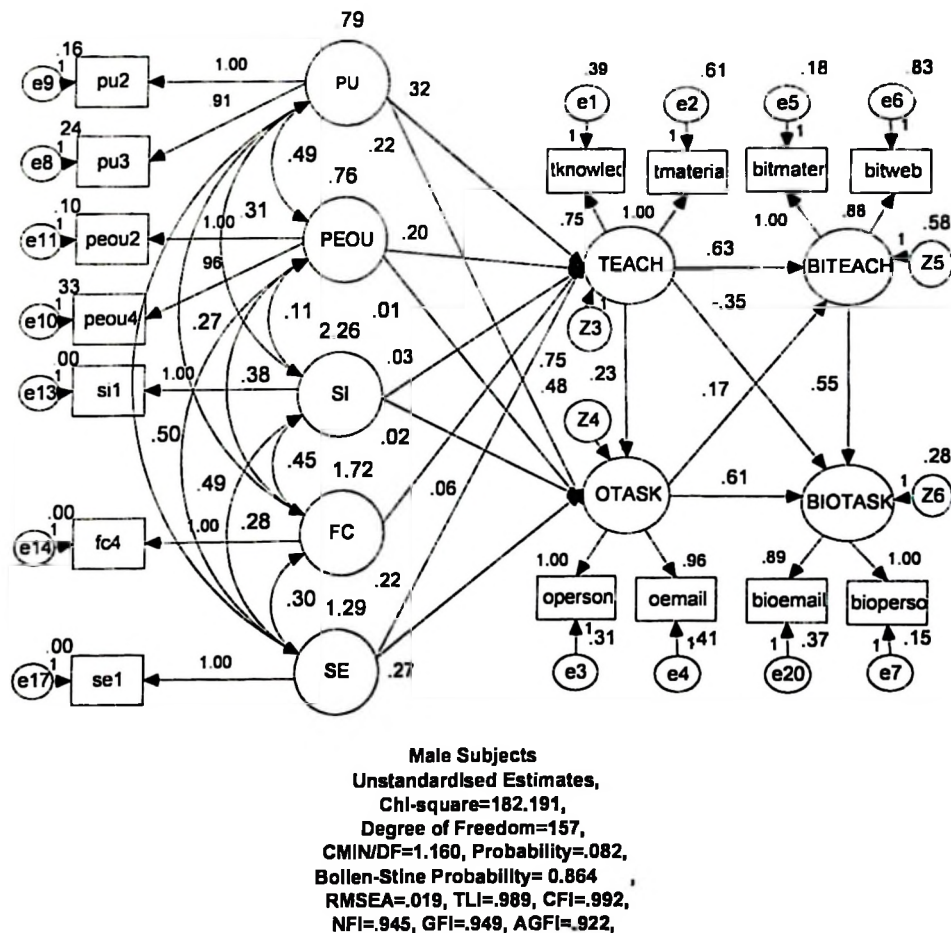 79
.16
1
e9
pu2
1.00
PU
.91
.24
1
e8
pu3
.32
.22
.49
.76
.10
1
e11
peou2
1.00
.31
PEOU
.20
96
.33
1
e10
peou4
.27
.11
2.26
.01
.00
1
e13
si1
1.00
.38
SI
.03
.02
.50
.49
.45
1.72
.06
.00
1
e14
fc4
1.00
.28
FC
.22
.30
1.29
.00
1
e17
se1
1.00
SE
.27
.39
.61
.18
.83
e1
e2
e5
e6
1
1
1
1
tknowlec
tmateria
bitmater
bitweb
.75
1.00
1.00
.88
.58
TEACH
.63
BITEACH
1
Z5
-.35
1
Z3
.75
.48
.23
.17
.55
Z4
1
.28
OTASK
.61
BIOTASK
1
Z6
1.00
.96
.89
1.00
operson
oemail
bioemail
bioperso
1
.31
1
.41
1
.37
1
.15
e3
e4
e20
e7
Male Subjects
Unstandardised Estimates,
Chi-square=182.191,
Degree of Freedom=157,
CMIN/DF=1.160, Probability=.082,
Bollen-Stine Probability= 0.864 ,
RMSEA=.019, TLI=.989, CFI=.992,
NFI=.945, GFI=.949, AGFI=.922,